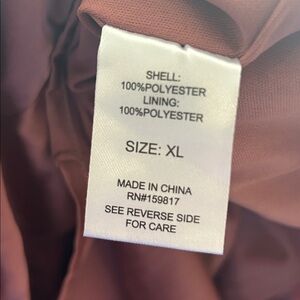 SHELL:
100%POLYESTER
LINING:
100%POLYESTER
SIZE: XL
MADE IN CHINA
RN#159817
SEE REVERSE SIDE
FOR CARE